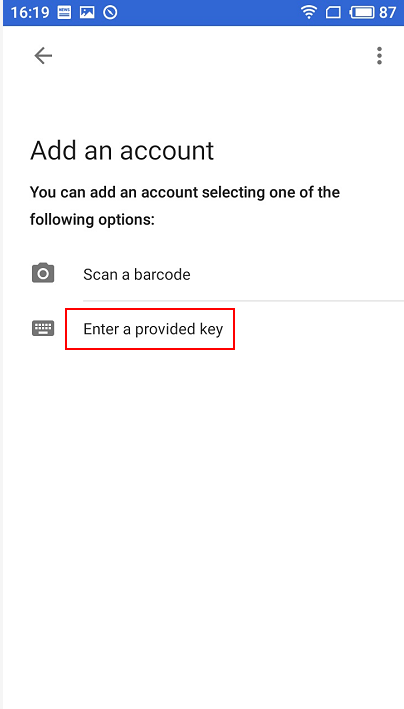 16:19 NEWS 87
Add an account
You can add an account selecting one of the
following options:
Scan a barcode
Enter a provided key